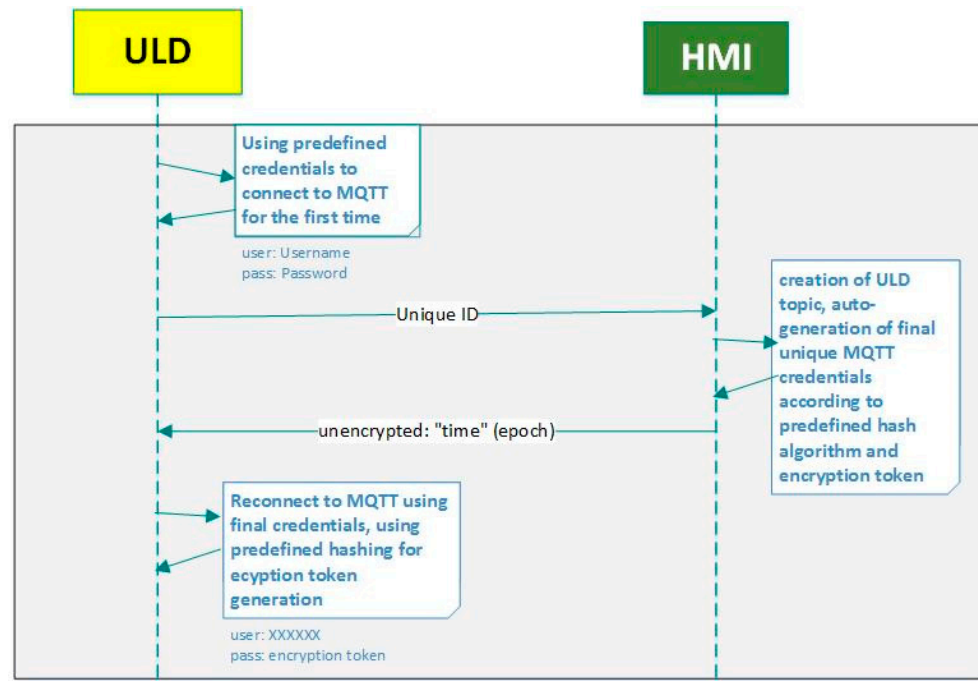 ULD
HMI
Using predefined
credentials to
connect to MQTT
for the first time
user: Username
pass: Password
Unique ID
creation of ULD
topic, auto-
generation of final
unique MQTT
credentials
according to
predefined hash
algorithm and
encryption token
unencrypted: "time" (epoch)
Reconnect to MQTT using
final credentials, using
predefined hashing for
ecyption token
generation
user: XXXXXX
pass: encryption token